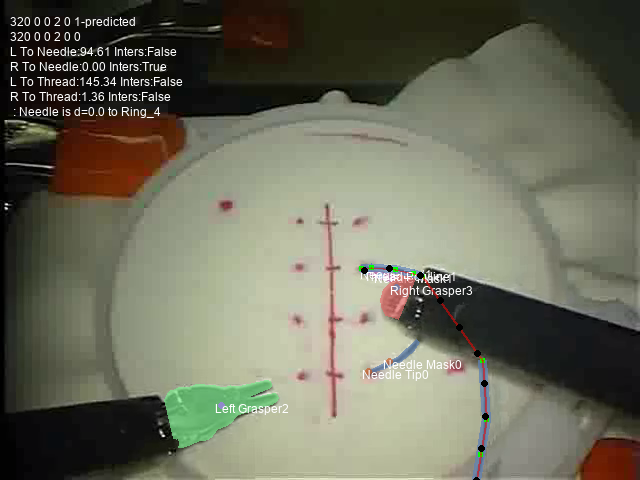 320 0 0 2 0 1-predicted
320 0 0 2 0 0
L To Needle:94.61 Inters:False
R To Needle:0.00 Inters:True
L To Thread:145.34 Inters:False
R To Thread:1.36 Inters:False
: Needle is d=0.0 to Ring_4
Right Grasper3
Needle Mask0
Needle Tip0
Left Grasper2